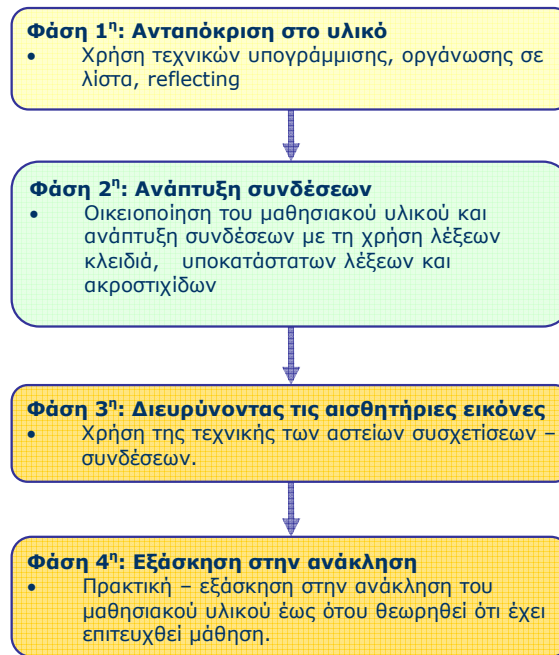 Φάση 1η: Ανταπόκριση στο υλικό
• Χρήση τεχνικών υπογράμμισης, οργάνωσης σε
λίστα, reflecting
Φάση 2η: Ανάπτυξη συνδέσεων
• Οικειοποίηση του μαθησιακού υλικού και
ανάπτυξη συνδέσεων με τη χρήση λέξεων
κλειδιά, υποκατάστατων λέξεων και
ακροστιχίδων
Φάση 3η: Διευρύνοντας τις αισθητήριες εικόνες
• Χρήση της τεχνικής των αστείων συσχετίσεων –
συνδέσεων.
Φάση 4η: Εξάσκηση στην ανάκληση
• Πρακτική – εξάσκηση στην ανάκληση του
μαθησιακού υλικού έως ότου θεωρηθεί ότι έχει
επιτευχθεί μάθηση.